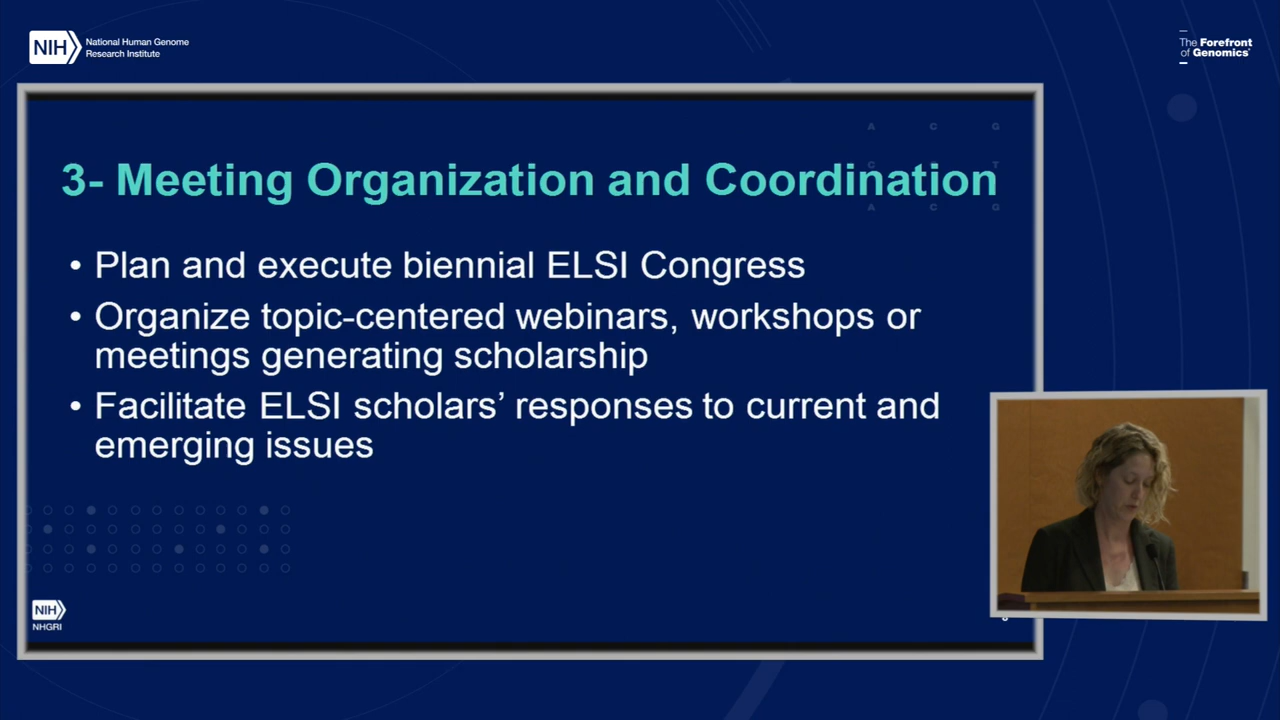 NIH
National Human Genome
Research Institute
The Forefront
of Genomics
A C G
3- Meeting Organization and Coordination
A C G
• Plan and execute biennial ELSI Congress
• Organize topic-centered webinars, workshops or
meetings generating scholarship
• Facilitate ELSI scholars’ responses to current and
emerging issues
NIH
NHGRI